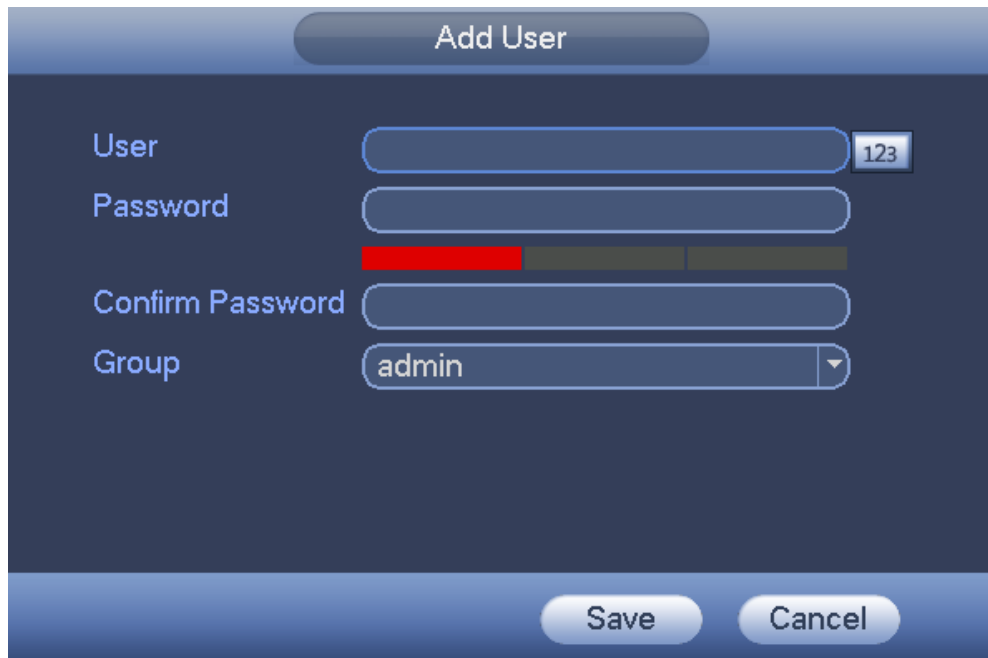 Add User
User
123
Password
Confirm Password
Group admin
Save Cancel